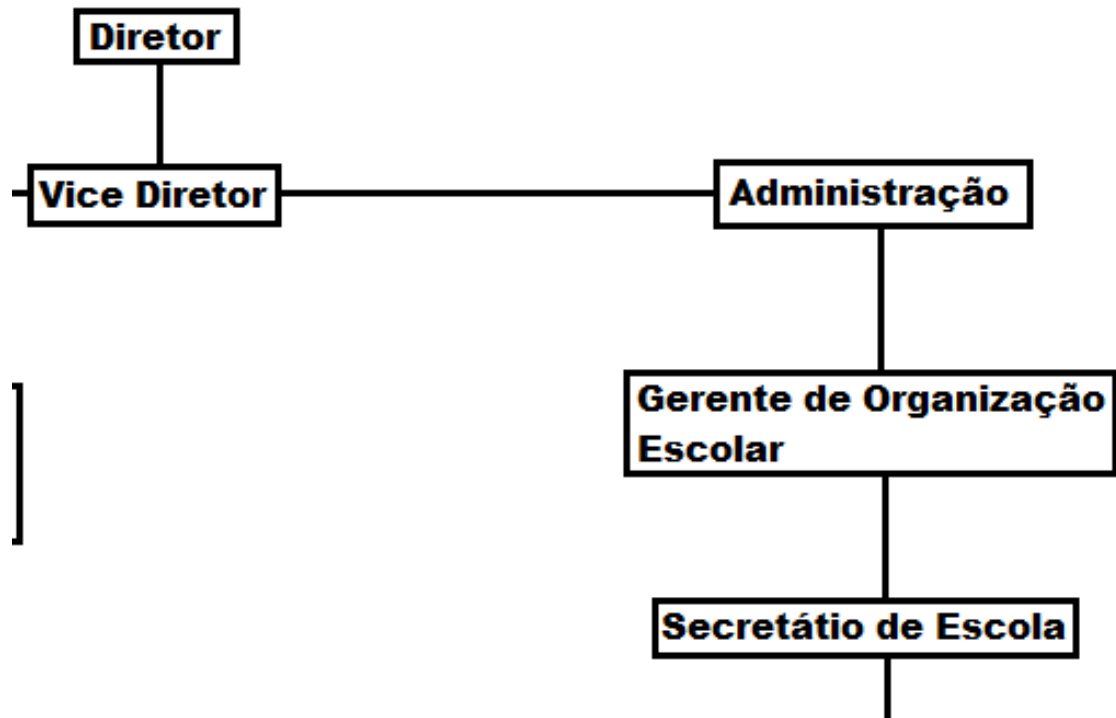 Diretor
Vice Diretor
Administração
Gerente de Organização
Escolar
Secretátio de Escola